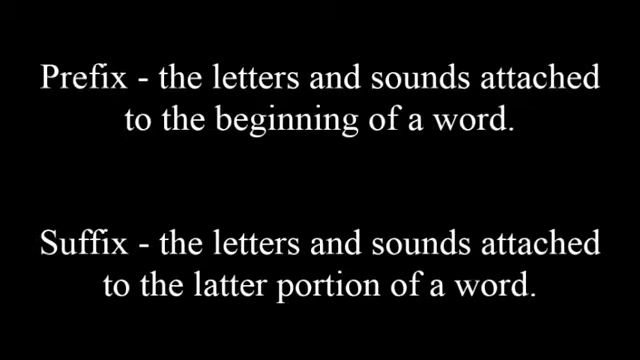 Prefix - the letters and sounds attached
to the beginning of a word.
Suffix - the letters and sounds attached
to the latter portion of a word.